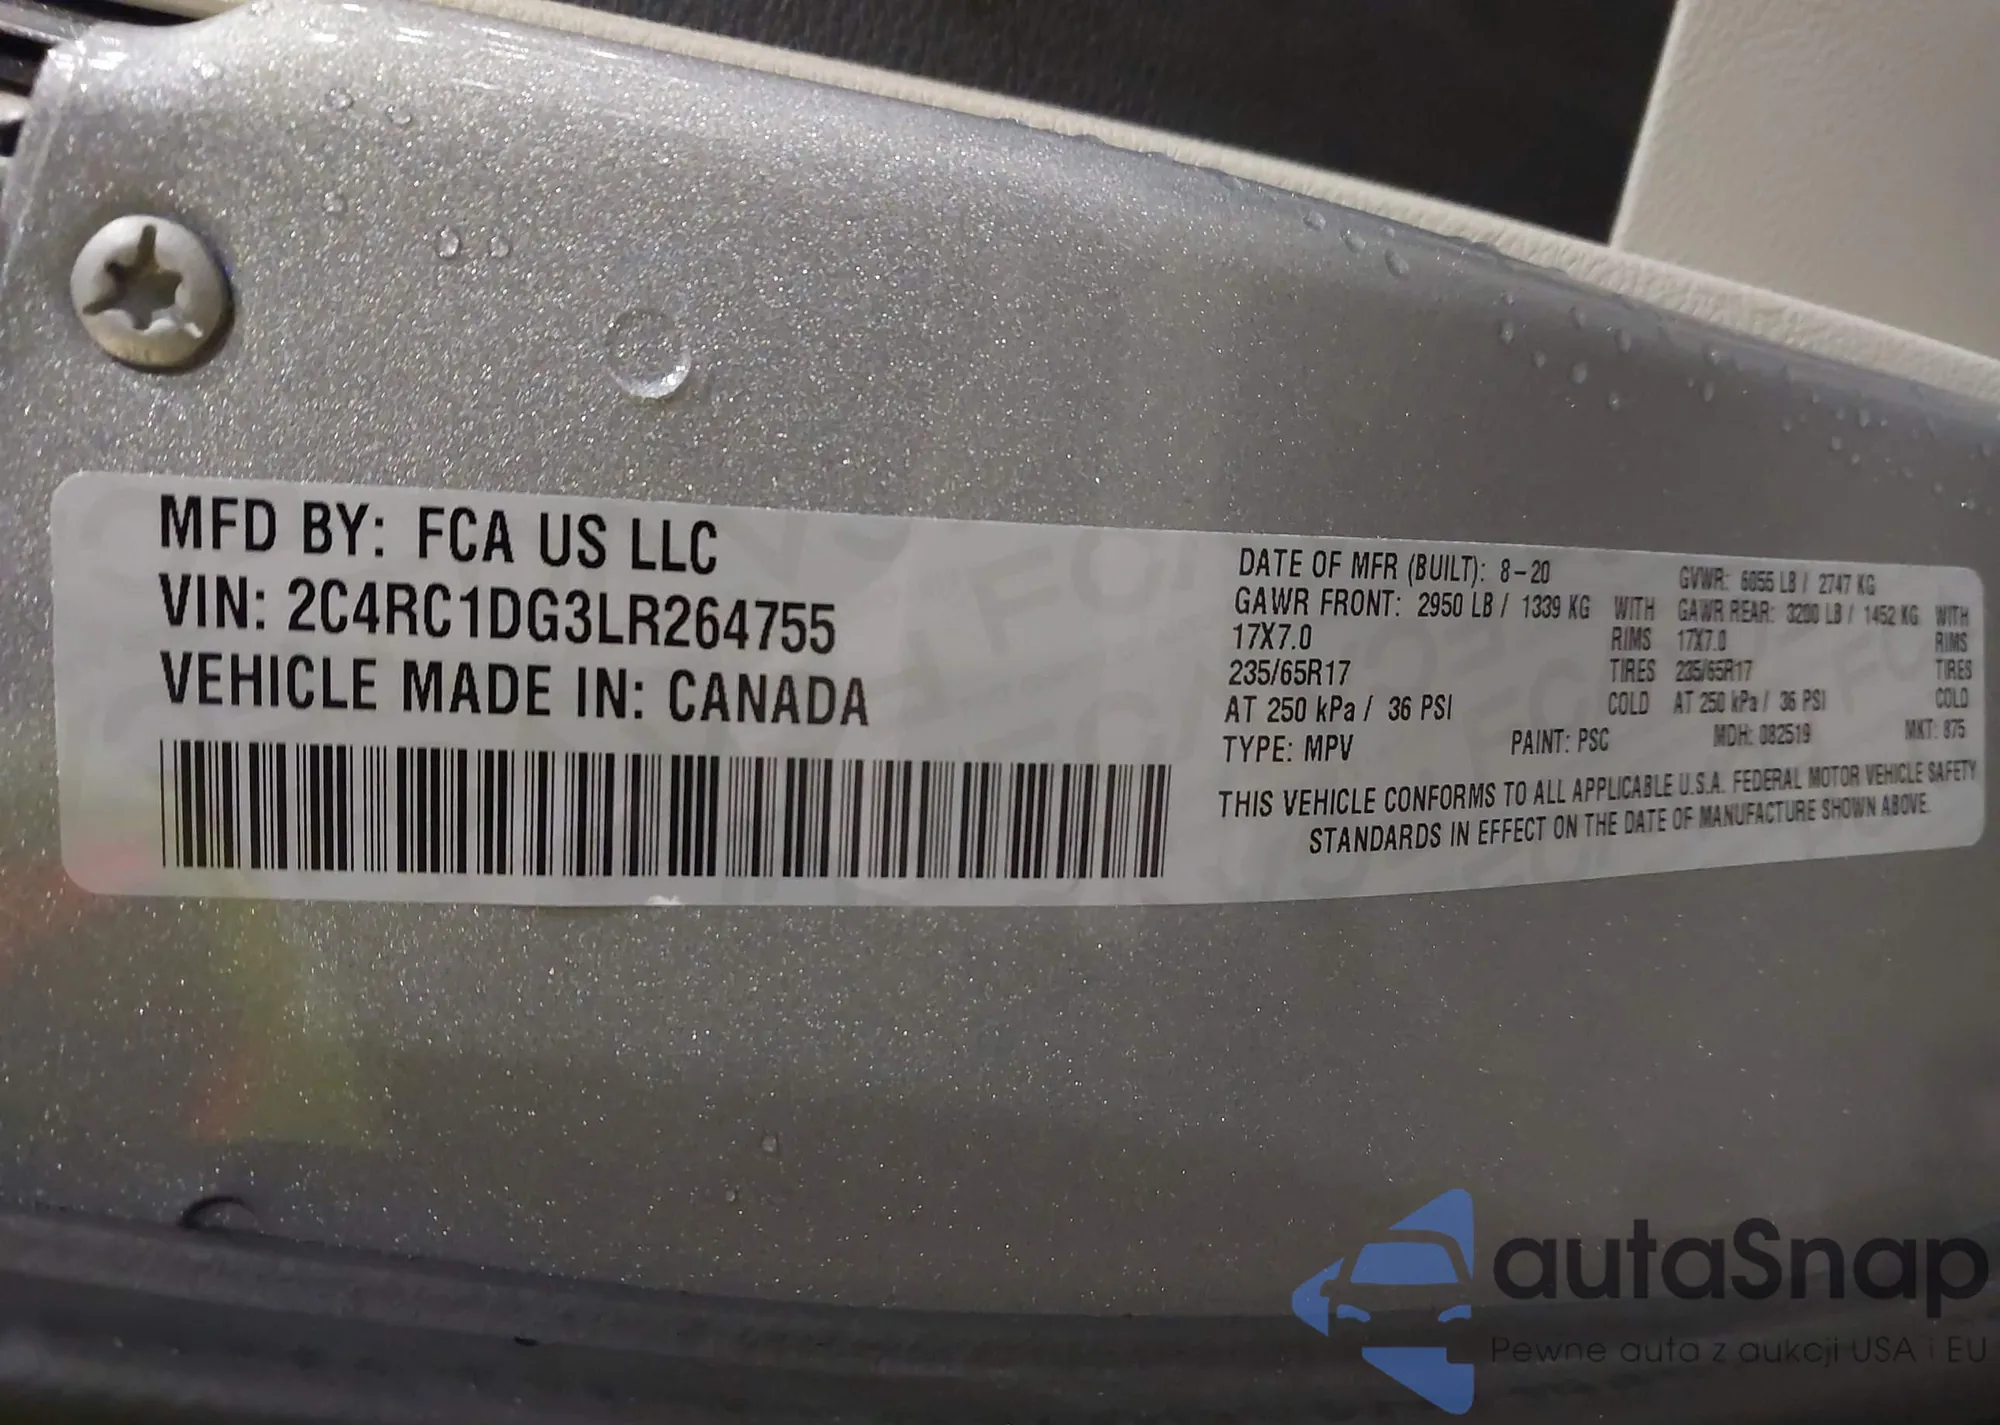 MFD BY: FCA US LLC
VIN: 2C4RC1DG3LR264755
VEHICLE MADE IN: CANADA
DATE OF MFR (BUILT): 8-20 GVWR: 6055 LB / 2747 KG
GAWR FRONT: 2950 LB / 1339 KG WITH GAWR REAR: 3200 LB / 1452 KG WITH
17X7.0 RIMS 17X7.0 RIMS
235/65R17 TIRES 235/65R17 TIRES
AT 250 kPa / 36 PSI COLD AT 250 kPa / 36 PSI COLD
TYPE: MPV PAINT: PSC MDH: 082519 MKT: 875
THIS VEHICLE CONFORMS TO ALL APPLICABLE U.S.A. FEDERAL MOTOR VEHICLE SAFETY
STANDARDS IN EFFECT ON THE DATE OF MANUFACTURE SHOWN ABOVE.
autaSnap
Pewne auta z aukcji USA i EU